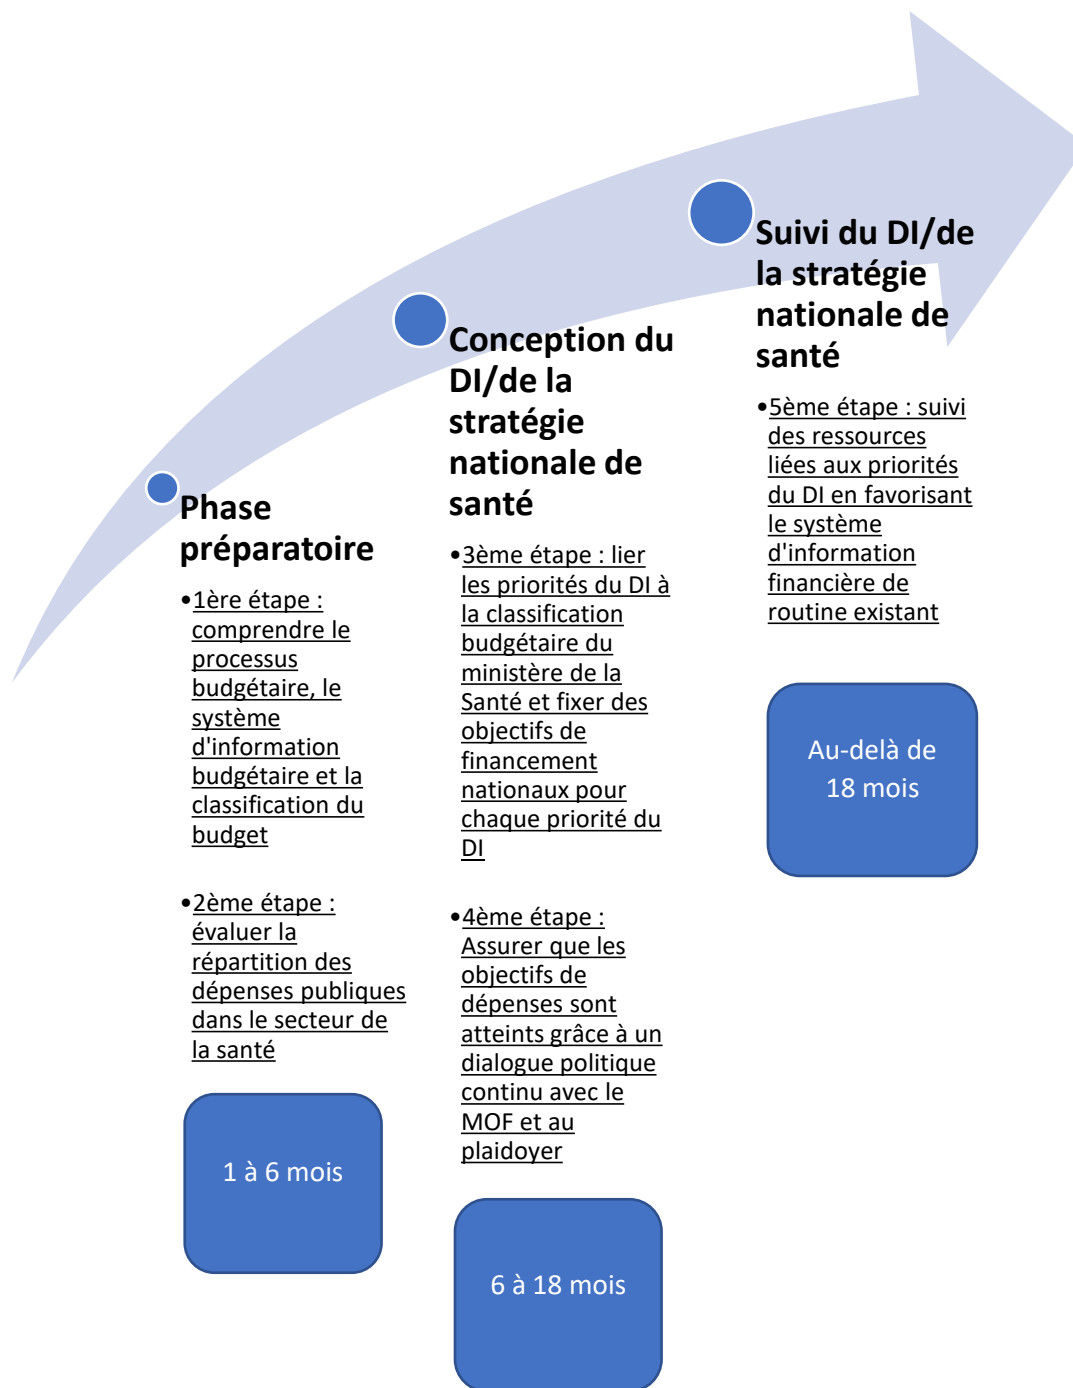 Phase
préparatoire
•1ère étape :
comprendre le
processus
budgétaire, le
système
d'information
budgétaire et la
classification du
budget
•2ème étape :
évaluer la
répartition des
dépenses publiques
dans le secteur de
la santé
1 à 6 mois
Conception du
DI/de la
stratégie
nationale de
santé
•3ème étape : lier
les priorités du DI à
la classification
budgétaire du
ministère de la
Santé et fixer des
objectifs de
financement
nationaux pour
chaque priorité du
DI
•4ème étape :
Assurer que les
objectifs de
dépenses sont
atteints grâce à un
dialogue politique
continu avec le
MOF et au
plaidoyer
6 à 18 mois
Suivi du DI/de
la stratégie
nationale de
santé
•5ème étape : suivi
des ressources
liées aux priorités
du DI en favorisant
le système
d'information
financière de
routine existant
Au-delà de
18 mois